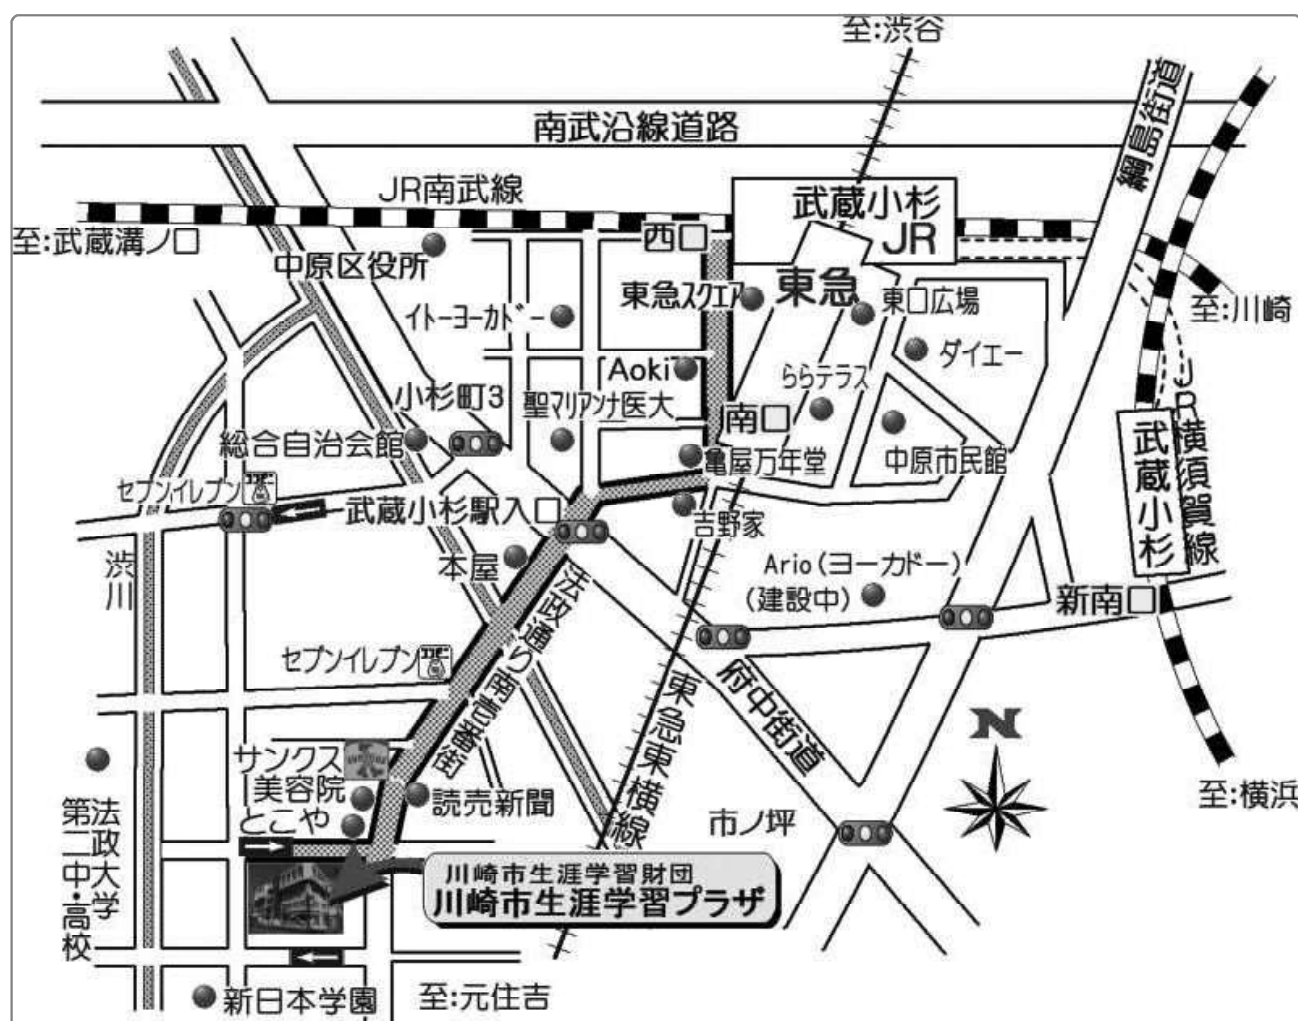 至:渋谷
南武沿線道路
綱島街道
JR南武線
武蔵小杉
JR
至:武蔵溝ノ口
西口
中原区役所
東急スクエア
東急
東口広場
至:川崎
イトーヨーカドー
ダイエー
Aoki
ららテラス
小杉町3
聖マリアンナ医大
南口
JR横須賀線
武蔵小杉
総合自治会館
亀屋万年堂
中原市民館
セブンイレブン
武蔵小杉駅入口
吉野家
渋川
本屋
Ario(ヨーカドー)
(建設中)
新南口
法政通り南壱番街
セブンイレブン
東急東横線
府中街道
N
サンクス
美容院
とこや
読売新聞
市ノ坪
至:横浜
法政大学
第二中・高校
川崎市生涯学習財団
川崎市生涯学習プラザ
新日本学園
至:元住吉